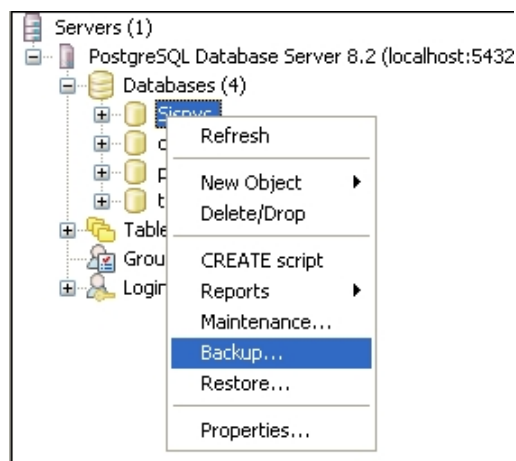 Servers (1)
PostgreSQL Database Server 8.2 (localhost:5432
Databases (4)
Refresh
New Object
Delete/Drop
CREATE script
Reports
Maintenance...
Backup...
Restore...
Properties...